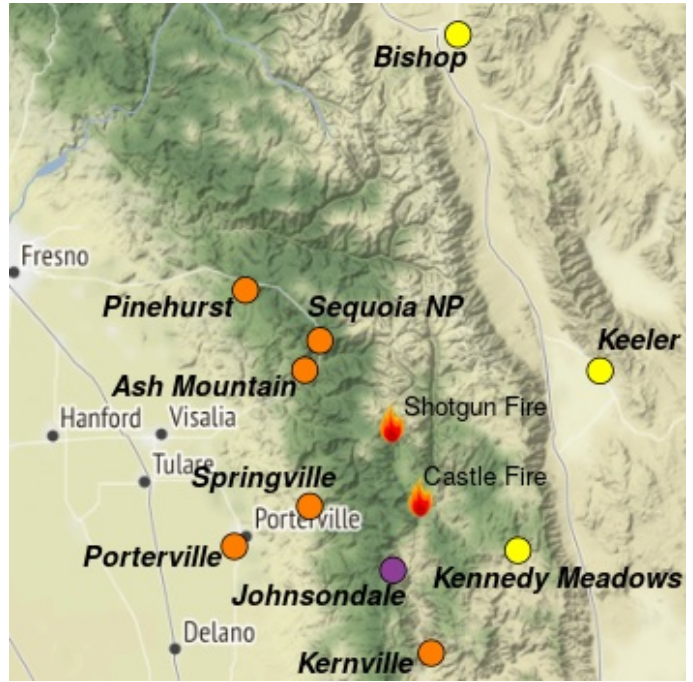 Bishop
Fresno
Pinehurst
Sequoia NP
Keeler
Ash Mountain
Shotgun Fire
Hanford
Visalia
Tulare
Springville
Castle Fire
Porterville
Porterville
Kennedy Meadows
Johnsondale
Delano
Kernville